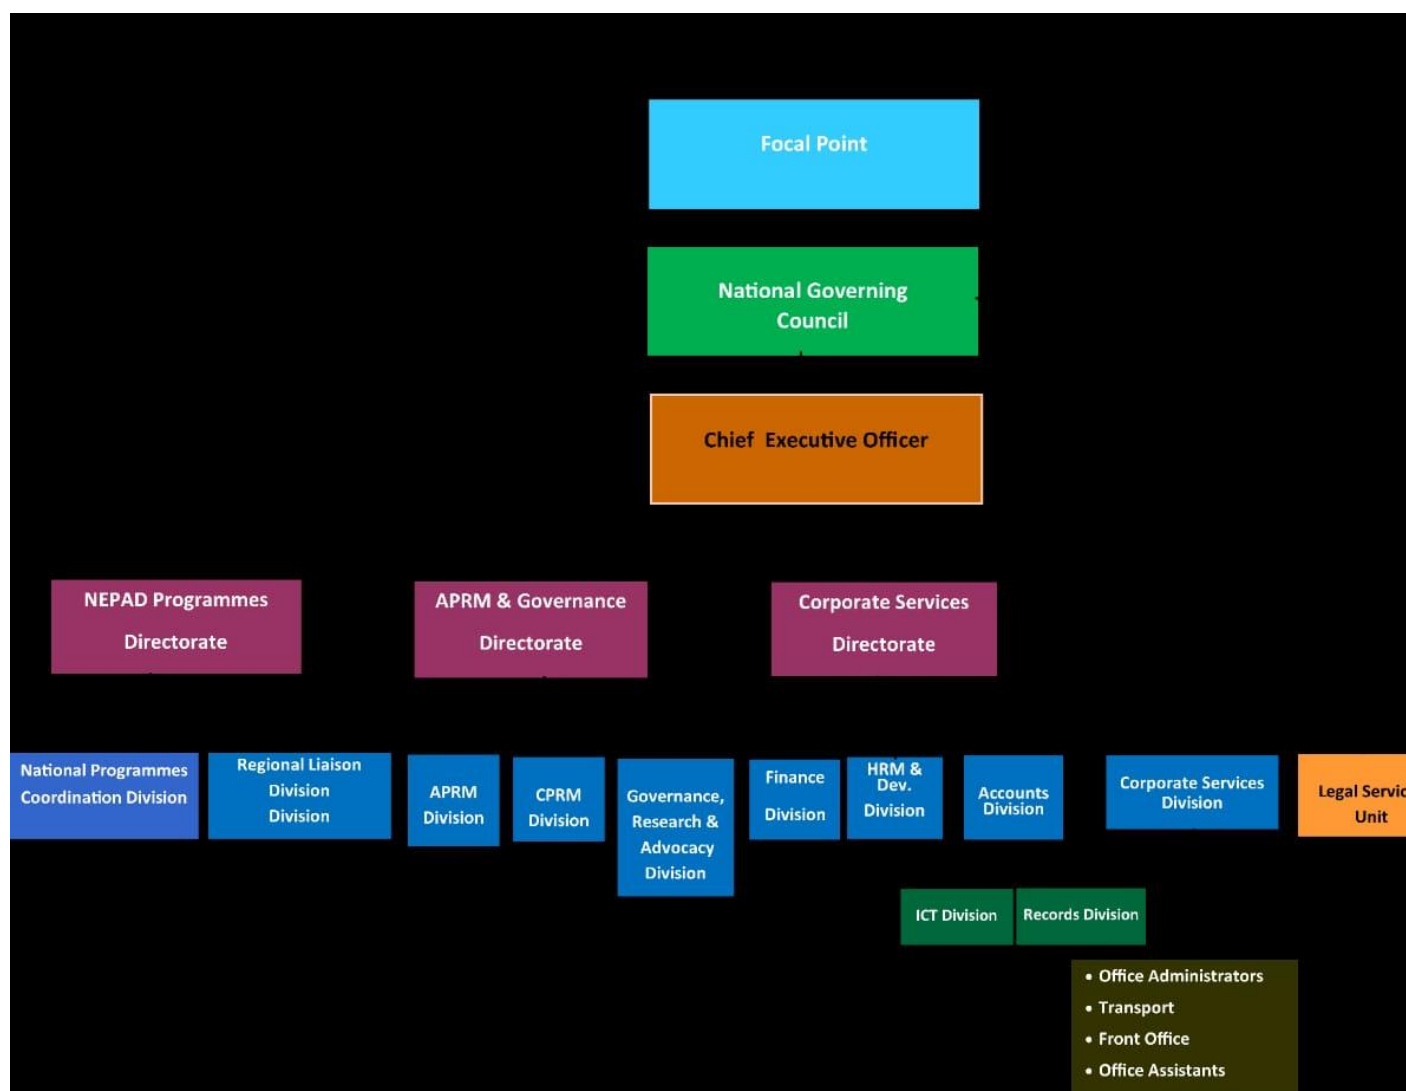 Focal Point
National Governing
Council
Chief Executive Officer
NEPAD Programmes
Directorate
APRM & Governance
Directorate
Corporate Services
Directorate
National Programmes
Coordination Division
Regional Liaison
Division
Division
APRM
Division
CPRM
Division
Governance,
Research &
Advocacy
Division
Finance
Division
HRM &
Dev.
Division
Accounts
Division
Corporate Services
Division
Legal Servic
Unit
ICT Division
Records Division
• Office Administrators
• Transport
• Front Office
• Office Assistants